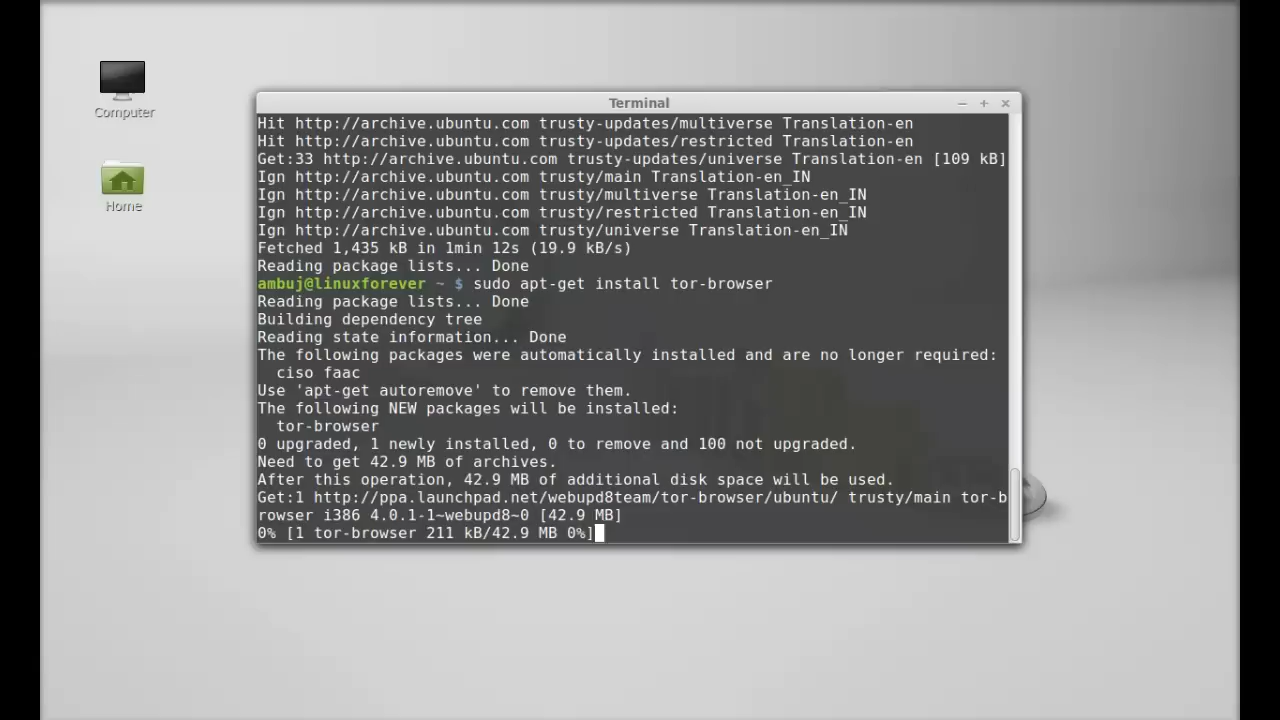 Computer
Home
Terminal
Hit http://archive.ubuntu.com trusty-updates/multiverse Translation-en
Hit http://archive.ubuntu.com trusty-updates/restricted Translation-en
Get:33 http://archive.ubuntu.com trusty-updates/universe Translation-en [109 kB]
Ign http://archive.ubuntu.com trusty/main Translation-en_IN
Ign http://archive.ubuntu.com trusty/multiverse Translation-en_IN
Ign http://archive.ubuntu.com trusty/restricted Translation-en_IN
Ign http://archive.ubuntu.com trusty/universe Translation-en_IN
Fetched 1,435 kB in 1min 12s (19.9 kB/s)
Reading package lists... Done
ambuj@linuxforever ~ $ sudo apt-get install tor-browser
Reading package lists... Done
Building dependency tree
Reading state information... Done
The following packages were automatically installed and are no longer required:
  ciso faac
Use 'apt-get autoremove' to remove them.
The following NEW packages will be installed:
  tor-browser
0 upgraded, 1 newly installed, 0 to remove and 100 not upgraded.
Need to get 42.9 MB of archives.
After this operation, 42.9 MB of additional disk space will be used.
Get:1 http://ppa.launchpad.net/webupd8team/tor-browser/ubuntu/ trusty/main tor-b
rowser i386 4.0.1-1~webupd8~0 [42.9 MB]
0% [1 tor-browser 211 kB/42.9 MB 0%]